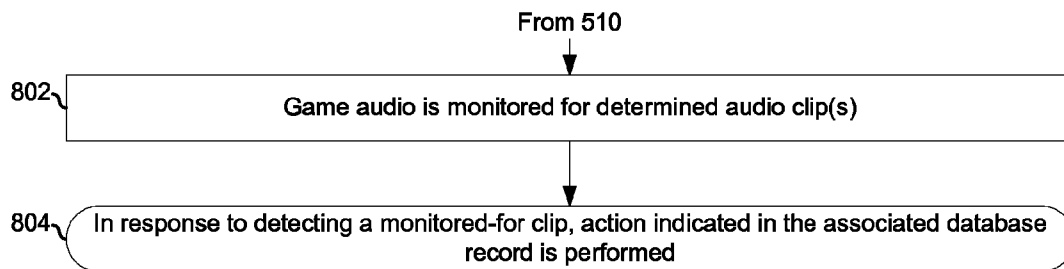 From 510
802
Game audio is monitored for determined audio clip(s)
804
In response to detecting a monitored-for clip, action indicated in the associated database
record is performed